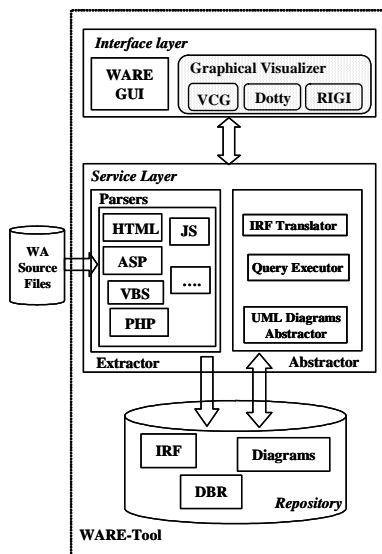 Interface layer
WARE
GUI
Graphical Visualizer
VCG
Dotty
RIGI
Service Layer
Parsers
HTML
JS
ASP
VBS
....
PHP
Extractor
IRF Translator
Query Executor
UML Diagrams
Abstractor
Abstractor
WA
Source
Files
IRF
Diagrams
DBR
Repository
WARE-Tool